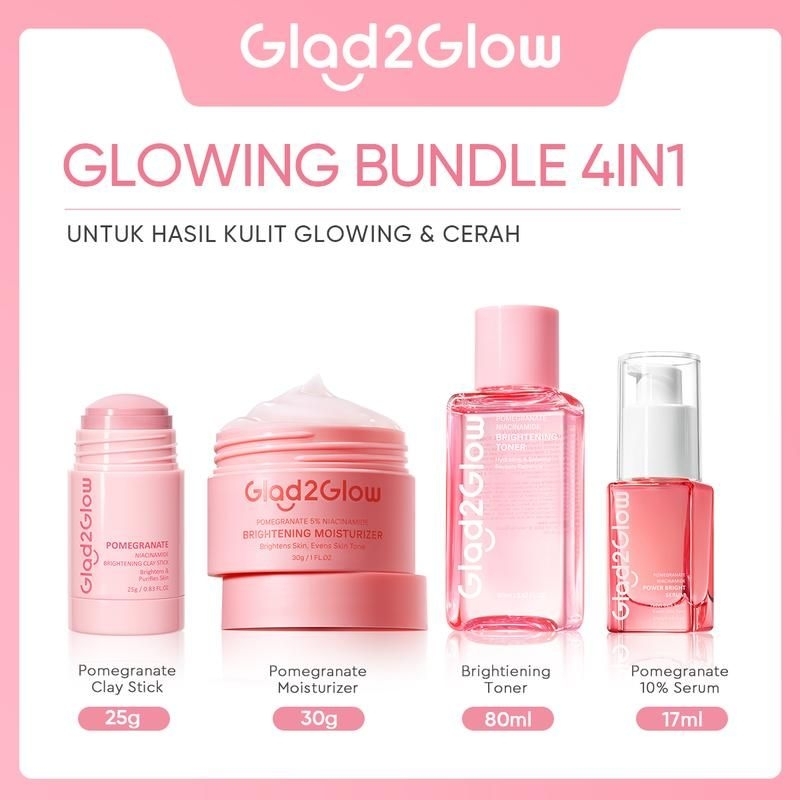 Glad2Glow
GLOWING BUNDLE 4IN1
UNTUK HASIL KULIT GLOWING & CERAH
Glad2Glow
POMEGRANATE
NIACINAMIDE
BRIGHTENING CLAY STICK
Brightens &
Purifies Skin
25g / 0.83 FL.OZ
Glad2Glow
POMEGRANATE 5% NIACINAMIDE
BRIGHTENING MOISTURIZER
Brightens Skin, Evens Skin Tone
30g / 1 FL.OZ
Glad2Glow
POMEGRANATE
NIACINAMIDE
BRIGHTENING
TONER
Glad2Glow
POMEGRANATE
NIACINAMIDE
POWER BRIGHT
SERUM
Pomegranate
Clay Stick
25g
Pomegranate
Moisturizer
30g
Brightiening
Toner
80ml
Pomegranate
10% Serum
17ml